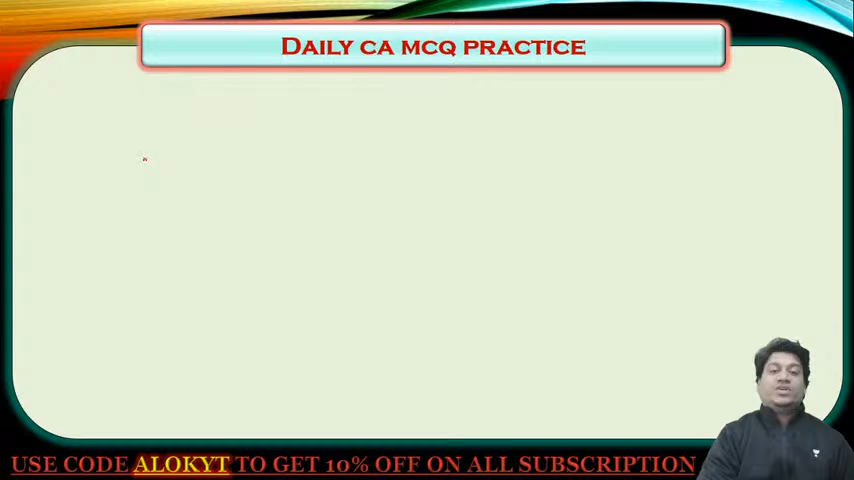 DAILY CA MCQ PRACTICE
USE CODE ALOKYT TO GET 10% OFF ON ALL SUBSCRIPTION